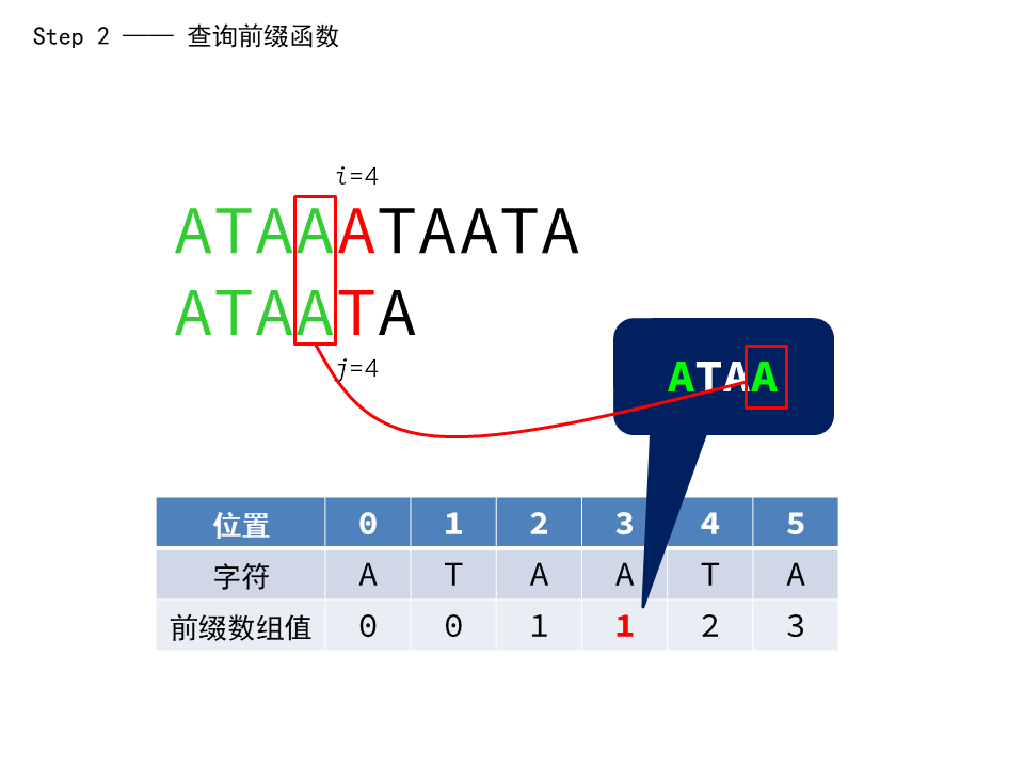 Step 2 —— 查询前缀函数
i=4
ATAAATAATA
ATAATA
j=4
ATAA
位置 0 1 2 3 4 5
字符 A T A A T A
前缀数组值 0 0 1 1 2 3